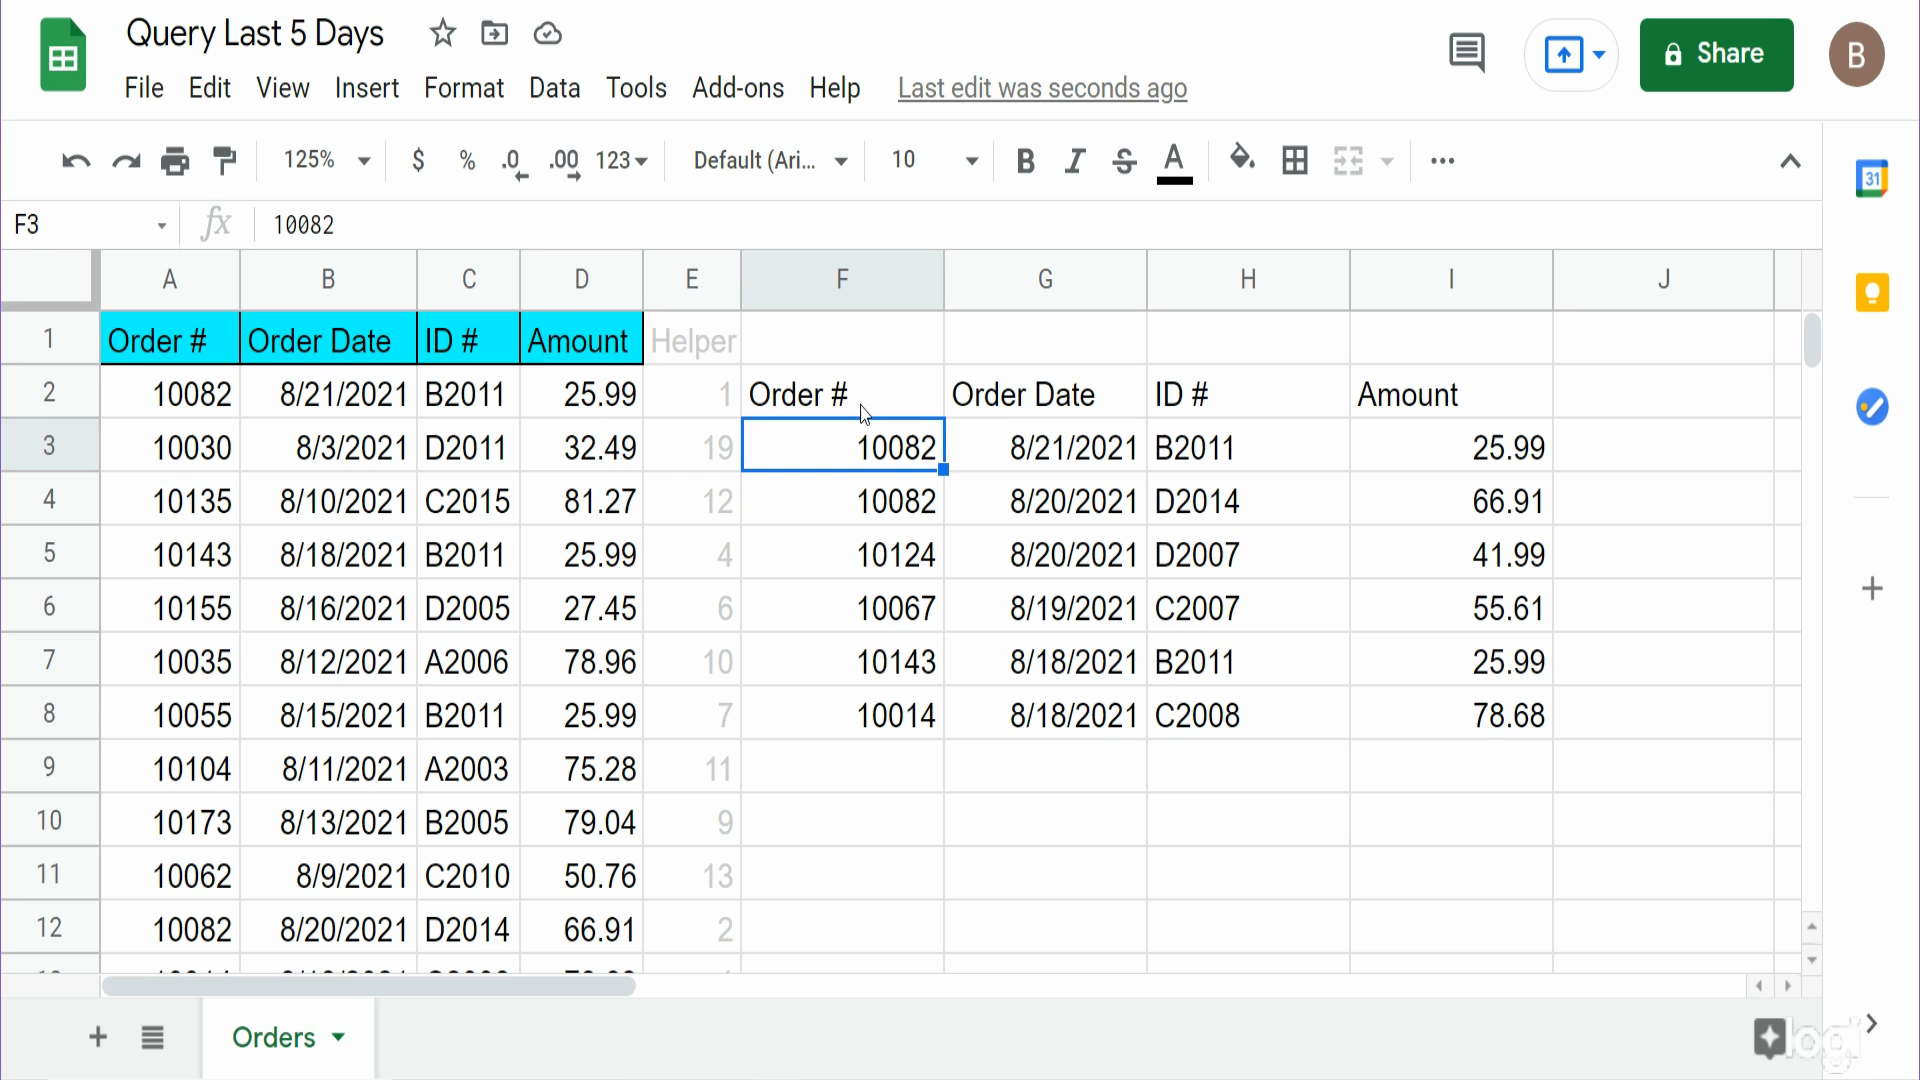 Query Last 5 Days
File Edit View Insert Format Data Tools Add-ons Help Last edit was seconds ago
Share
B
125% $ % .0 .00 123 Default (Ari... 10 B I S A
31
F3 fx 10082
A B C D E F G H I J
1 Order # Order Date ID # Amount Helper
2 10082 8/21/2021 B2011 25.99 1 Order # Order Date ID # Amount
3 10030 8/3/2021 D2011 32.49 19 10082 8/21/2021 B2011 25.99
4 10135 8/10/2021 C2015 81.27 12 10082 8/20/2021 D2014 66.91
5 10143 8/18/2021 B2011 25.99 4 10124 8/20/2021 D2007 41.99
6 10155 8/16/2021 D2005 27.45 6 10067 8/19/2021 C2007 55.61
7 10035 8/12/2021 A2006 78.96 10 10143 8/18/2021 B2011 25.99
8 10055 8/15/2021 B2011 25.99 7 10014 8/18/2021 C2008 78.68
9 10104 8/11/2021 A2003 75.28 11
10 10173 8/13/2021 B2005 79.04 9
11 10062 8/9/2021 C2010 50.76 13
12 10082 8/20/2021 D2014 66.91 2
Orders
logi